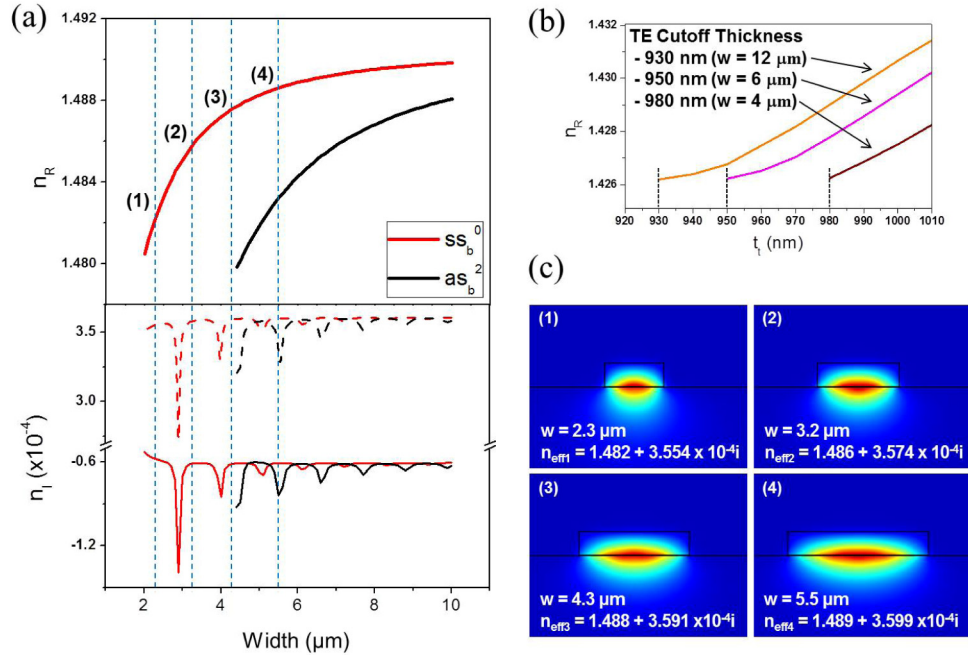 (a)
1.492
1.488
1.484
1.480
n_R
(1)
(2)
(3)
(4)
ss_b^0
as_b^2
3.5
3.0
-0.6
-1.2
n_I (x10^-4)
2 4 6 8 10
Width (µm)
(b)
1.432
1.430
1.428
1.426
n_R
TE Cutoff Thickness
- 930 nm (w = 12 µm)
- 950 nm (w = 6 µm)
- 980 nm (w = 4 µm)
920 930 940 950 960 970 980 990 1000 1010
t_t (nm)
(c)
(1)
w = 2.3 µm
n_eff1 = 1.482 + 3.554 x10^-4i
(2)
w = 3.2 µm
n_eff2 = 1.486 + 3.574 x10^-4i
(3)
w = 4.3 µm
n_eff3 = 1.488 + 3.591 x10^-4i
(4)
w = 5.5 µm
n_eff4 = 1.489 + 3.599 x10^-4i